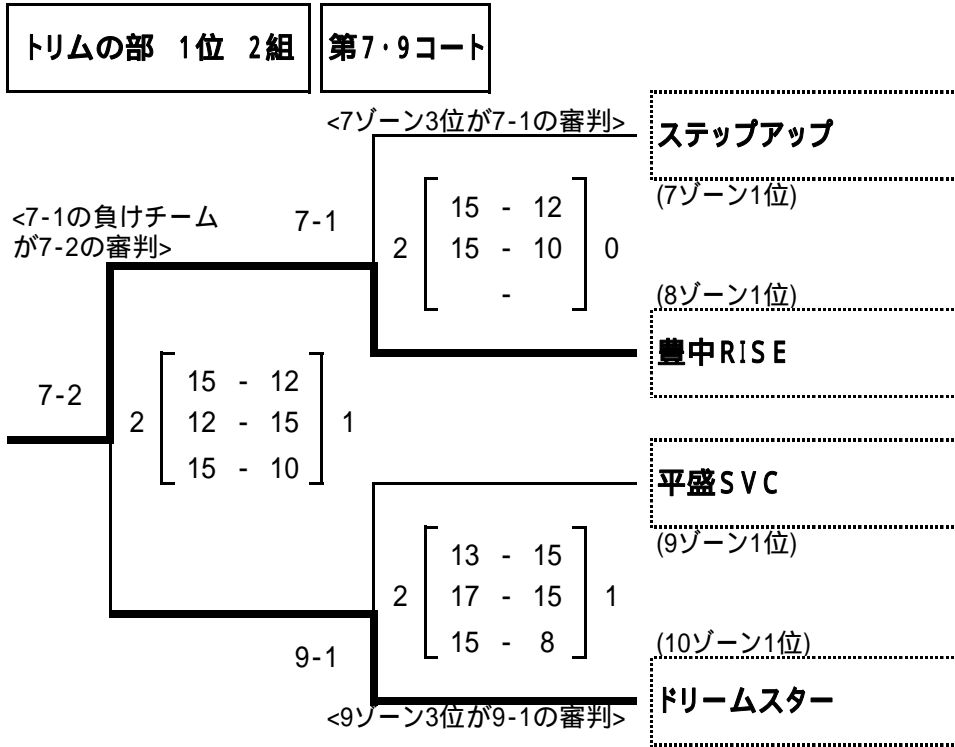 トリムの部 1位 2組
第7・9コート
<7ゾーン3位が7-1の審判>
ステップアップ
(7ゾーン1位)
<7-1の負けチーム
が7-2の審判>
7-1
2
15 - 12
15 - 10
-
0
(8ゾーン1位)
豊中RISE
7-2
2
15 - 12
12 - 15
15 - 10
1
平盛SVC
(9ゾーン1位)
2
13 - 15
17 - 15
15 - 8
1
9-1
(10ゾーン1位)
ドリームスター
<9ゾーン3位が9-1の審判>